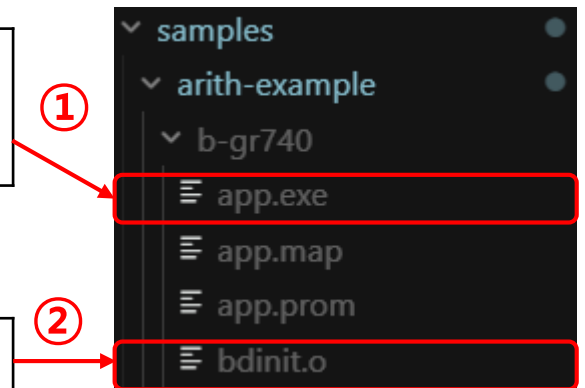 samples
① arith-example
b-gr740
app.exe
app.map
app.prom
② bdinit.o